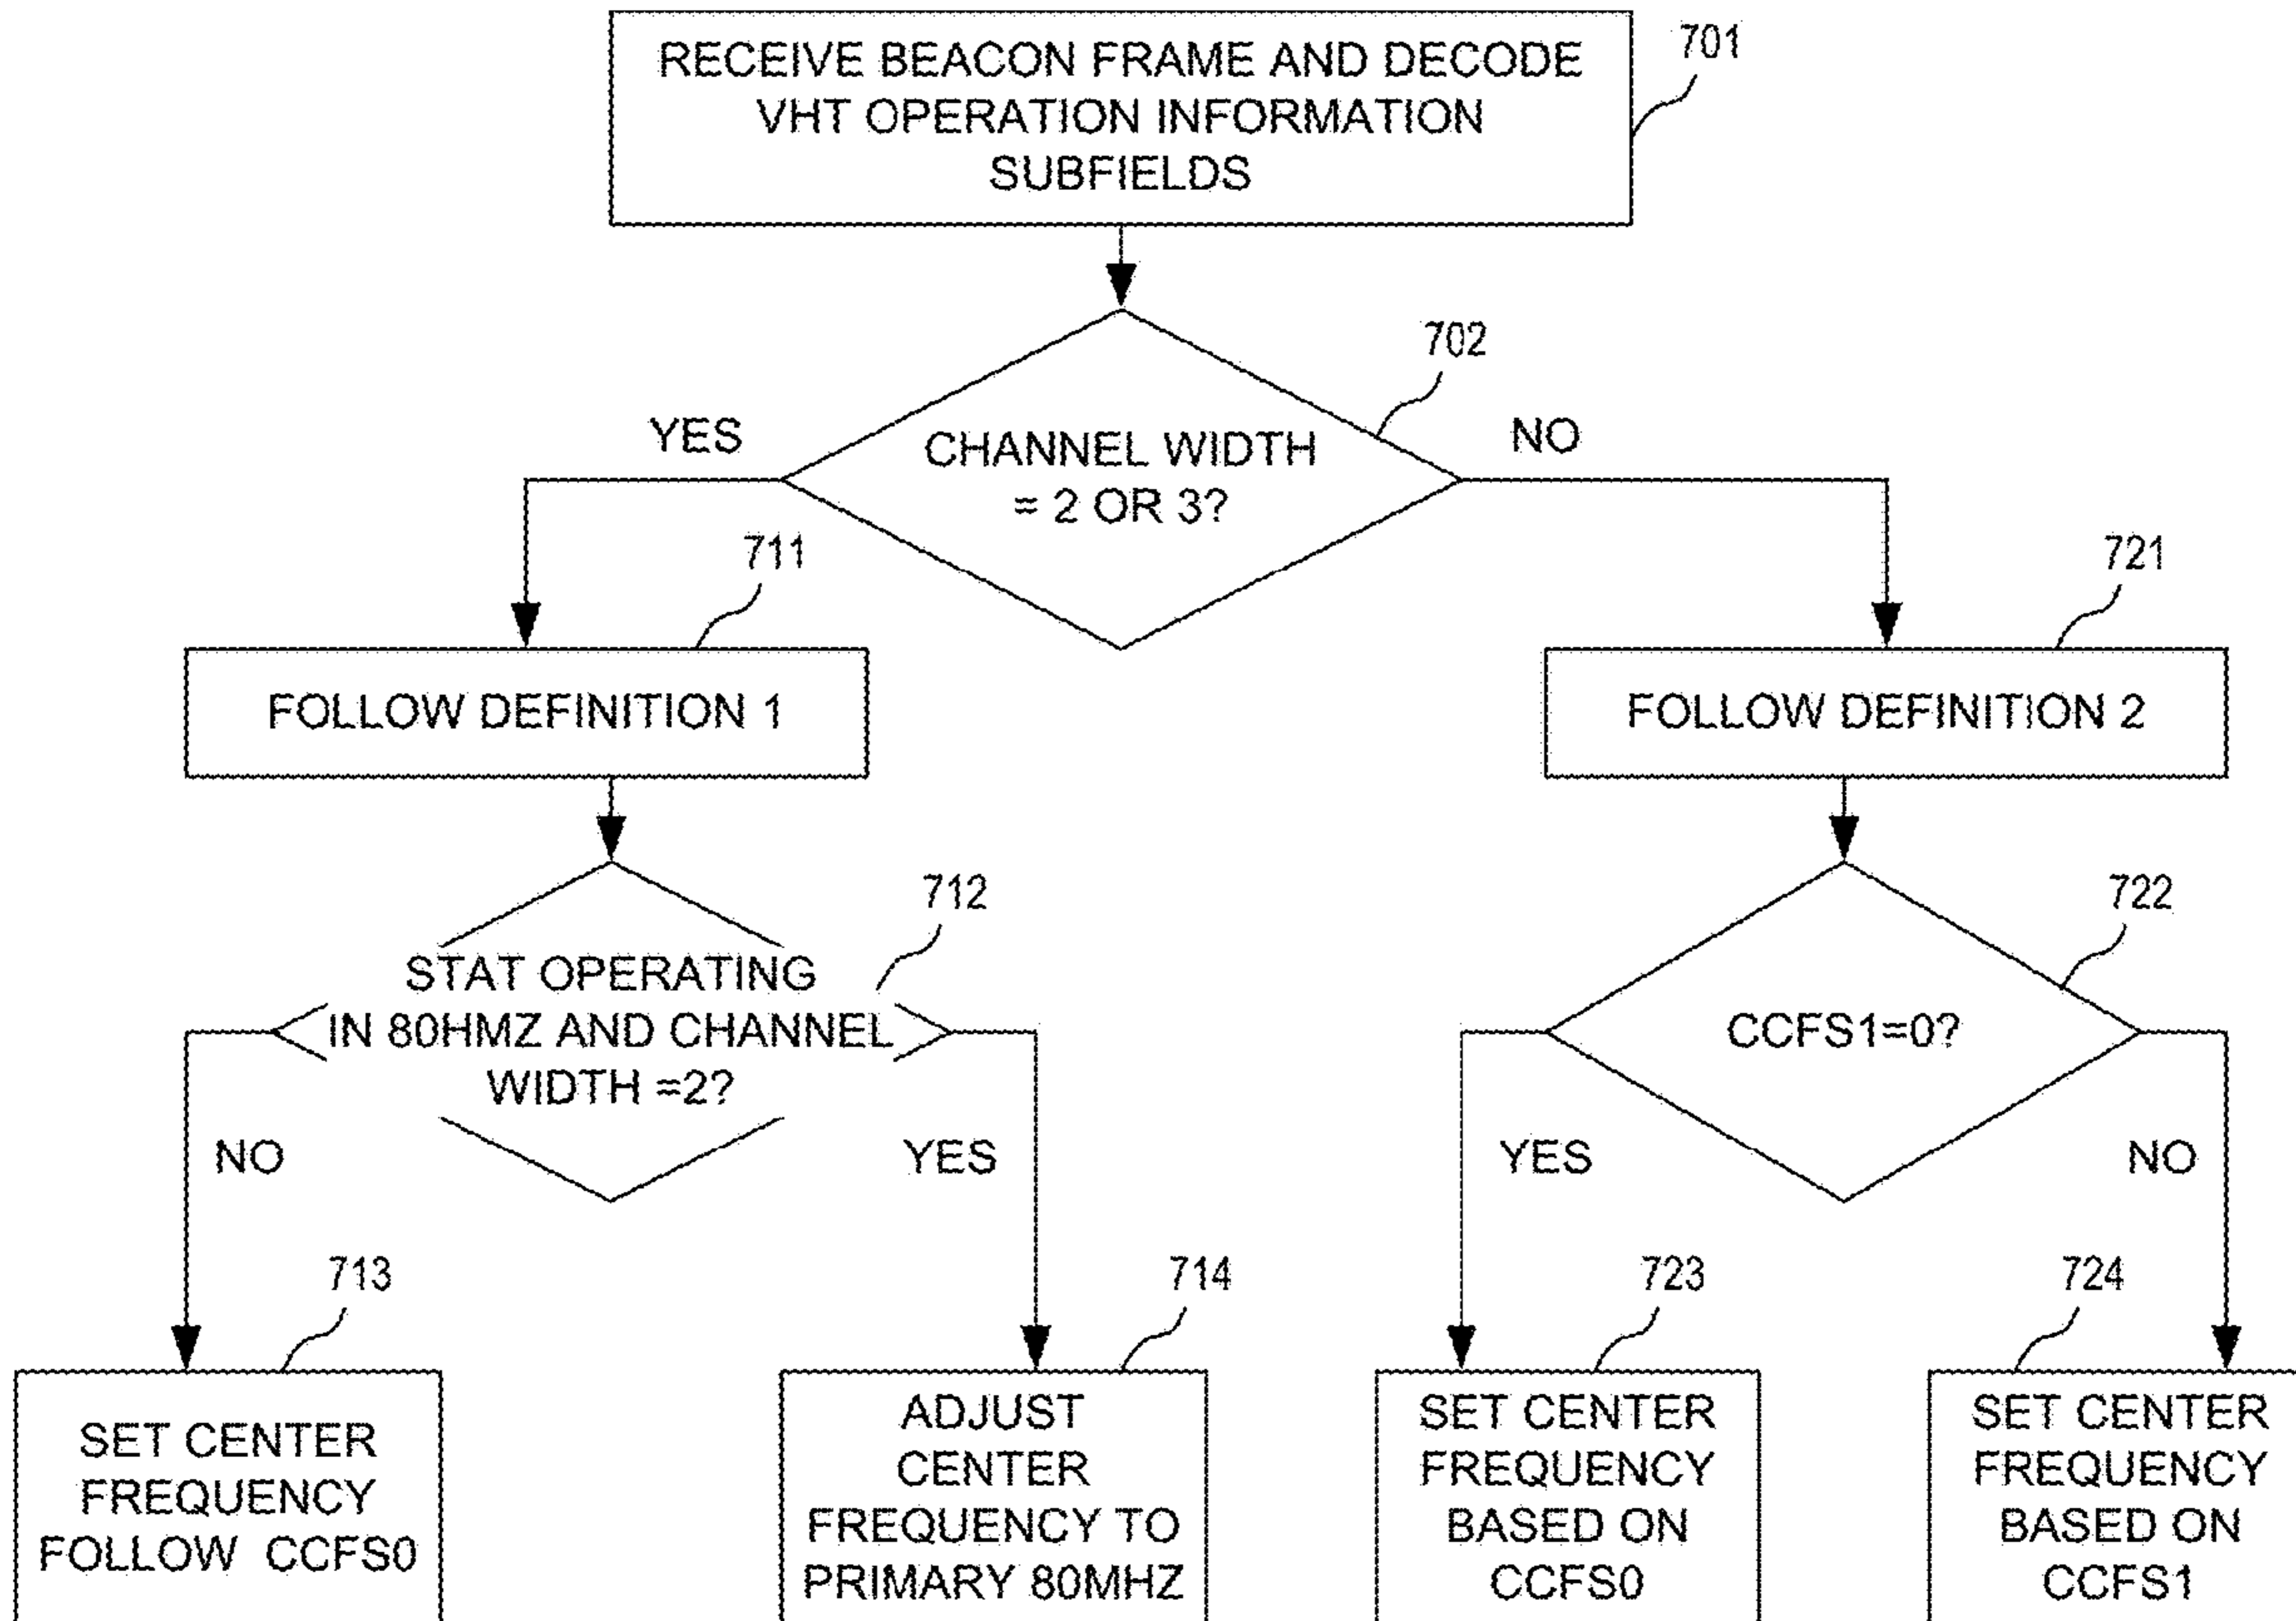 RECEIVE BEACON FRAME AND DECODE
VHT OPERATION INFORMATION
SUBFIELDS
701
702
YES
CHANNEL WIDTH
= 2 OR 3?
NO
711
721
FOLLOW DEFINITION 1
FOLLOW DEFINITION 2
712
722
STAT OPERATING
IN 80HMZ AND CHANNEL
WIDTH =2?
CCFS1=0?
NO
YES
YES
NO
713
714
723
724
SET CENTER
FREQUENCY
FOLLOW CCFS0
ADJUST
CENTER
FREQUENCY TO
PRIMARY 80MHZ
SET CENTER
FREQUENCY
BASED ON
CCFS0
SET CENTER
FREQUENCY
BASED ON
CCFS1